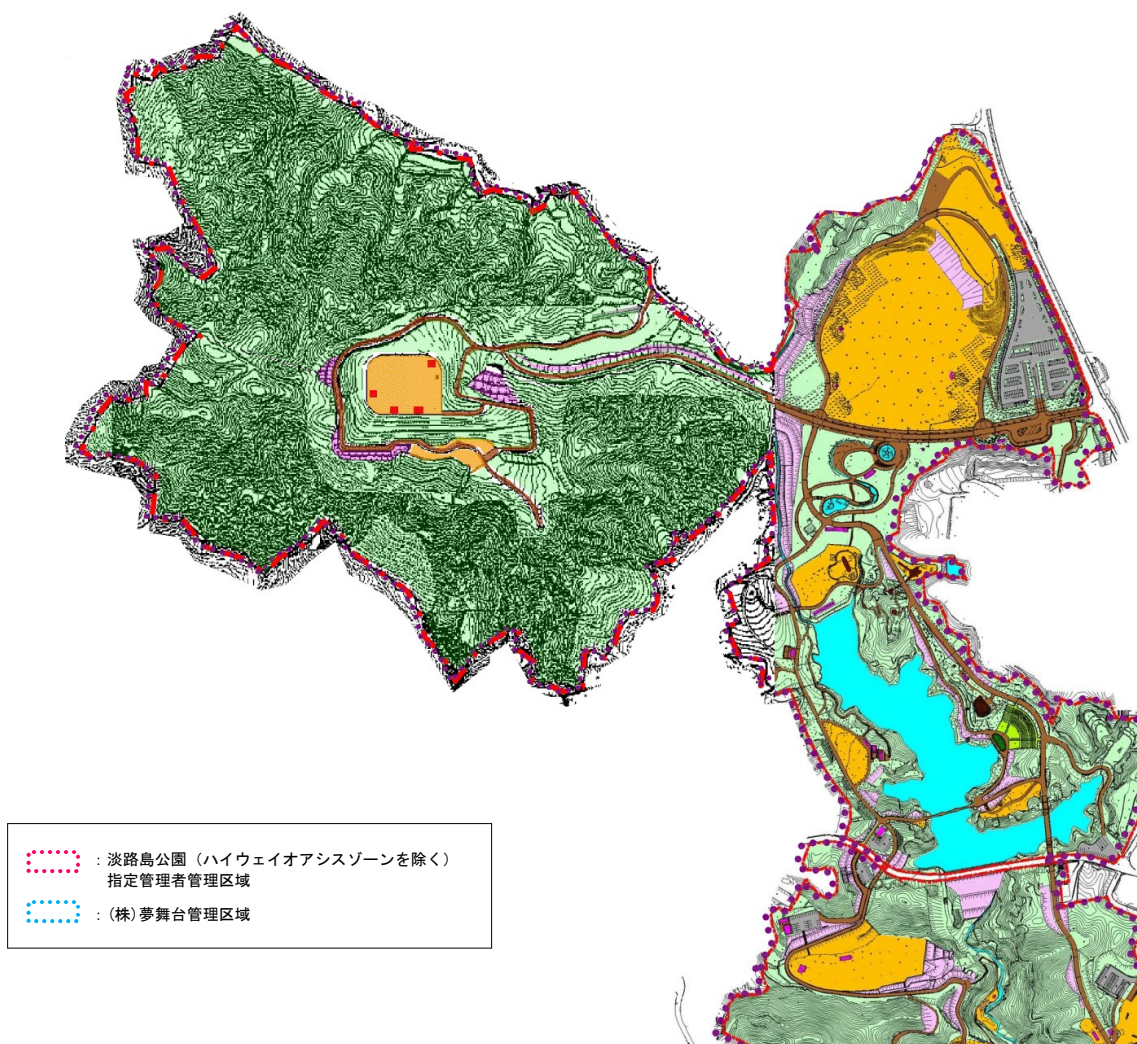 ：淡路島公園（ハイウェイオアシスゾーンを除く）
指定管理者管理区域
：(株)夢舞台管理区域